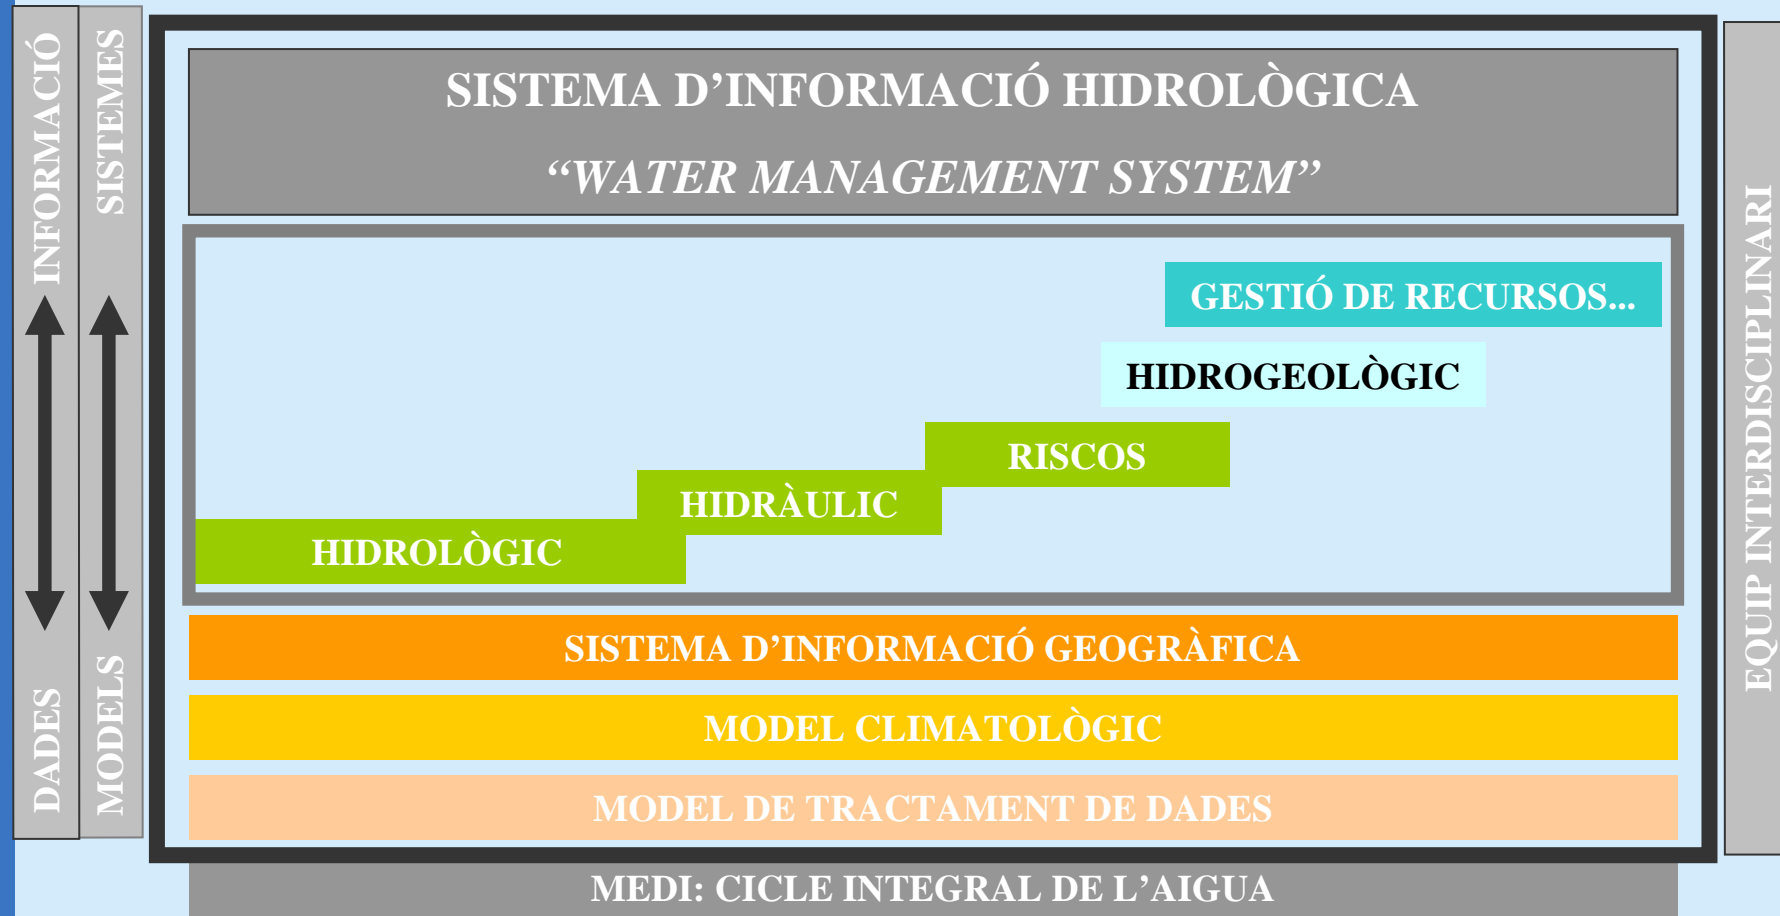 INFORMACIÓ
DADES
SISTEMES
MODELS
SISTEMA D’INFORMACIÓ HIDROLÒGICA
“WATER MANAGEMENT SYSTEM”
GESTIÓ DE RECURSOS...
HIDROGEOLÒGIC
RISCOS
HIDRÀULIC
HIDROLÒGIC
SISTEMA D’INFORMACIÓ GEOGRÀFICA
MODEL CLIMATOLÒGIC
MODEL DE TRACTAMENT DE DADES
MEDI: CICLE INTEGRAL DE L’AIGUA
EQUIP INTERDISCIPLINARI